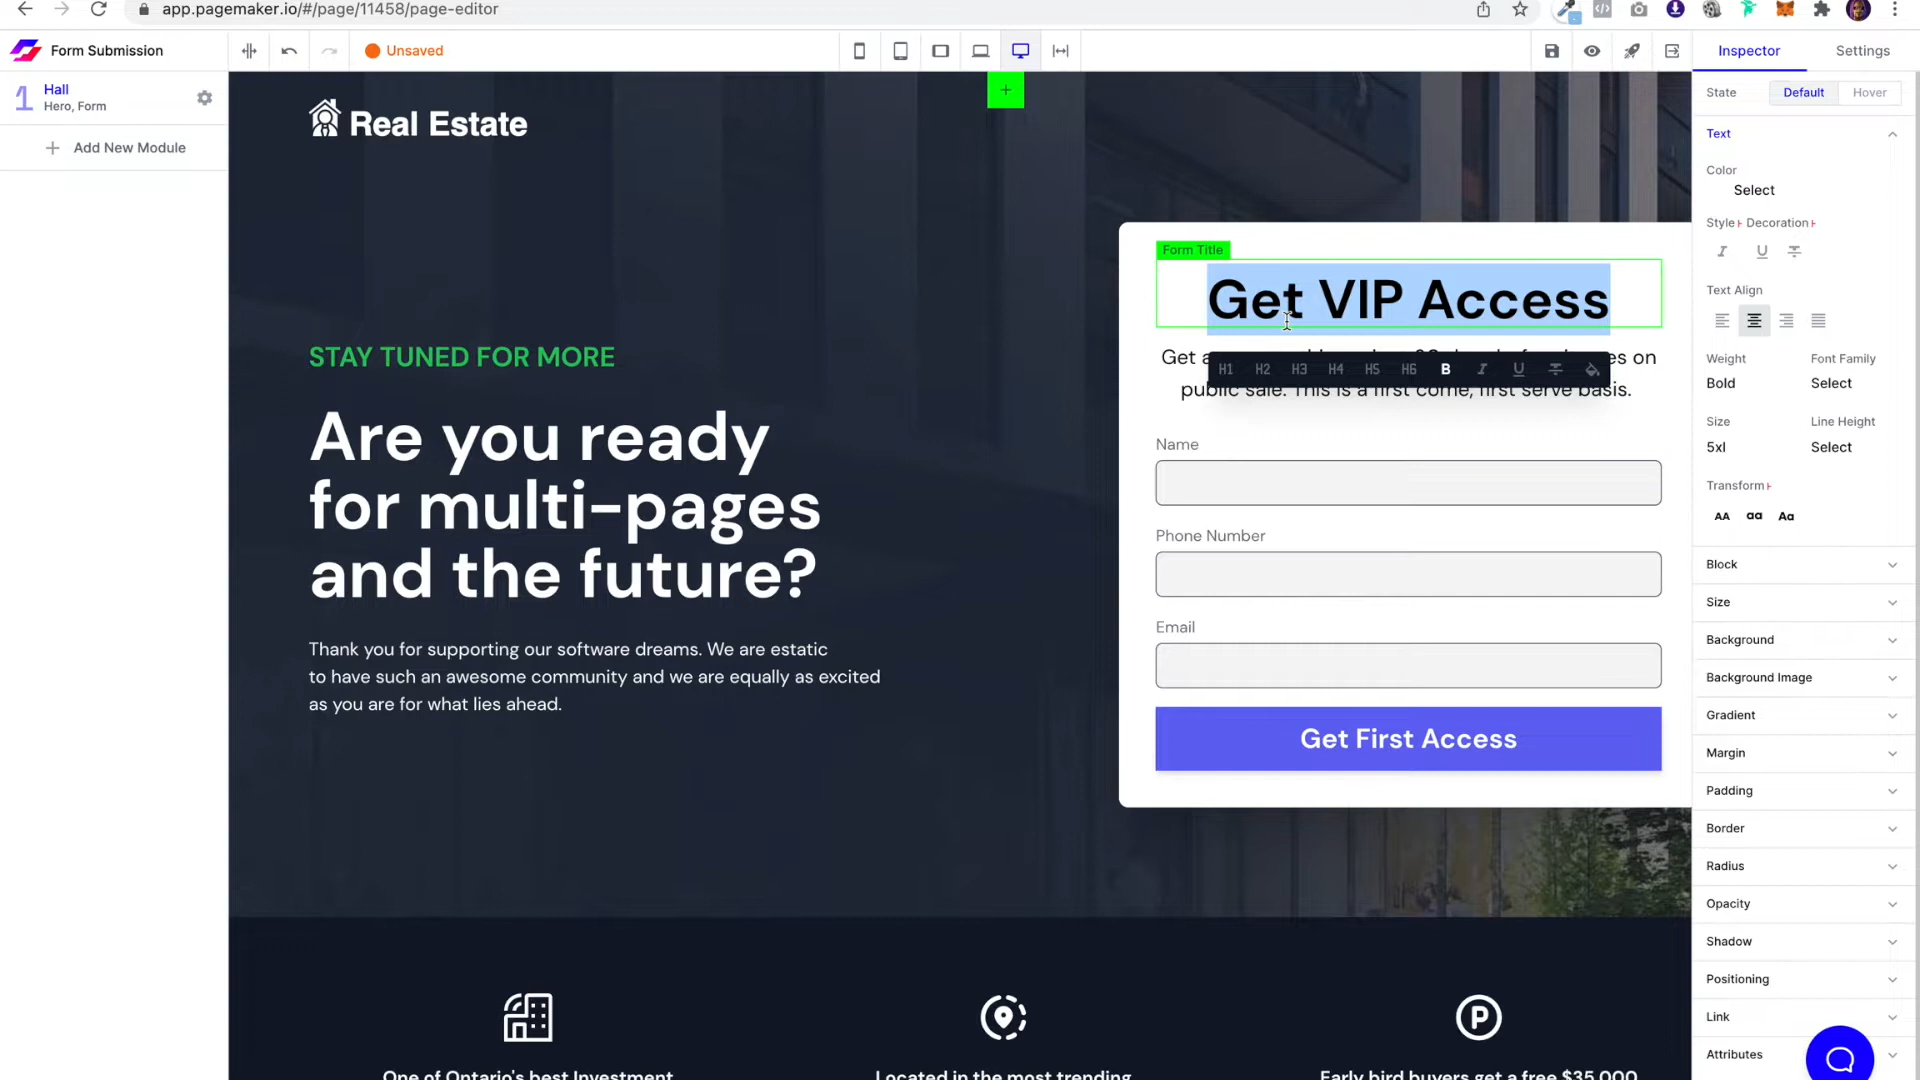 app.pagemaker.io/#/page/11458/page-editor
Form Submission
Unsaved
Inspector
Settings
1
Hall
Hero, Form
Add New Module
Real Estate
STAY TUNED FOR MORE
Are you ready
for multi-pages
and the future?
Thank you for supporting our software dreams. We are estatic
to have such an awesome community and we are equally as excited
as you are for what lies ahead.
Form Title
Get VIP Access
Get
on
H1 H2 H3 H4 H5 H6 B I U
public sale. This is a first come, first serve basis.
Name
Phone Number
Email
Get First Access
P
One of Ontario's best Investment
Located in the most trending
Early bird buyers get a free $35,000
State
Default
Hover
Text
Color
Select
Style Decoration
I U
Text Align
Weight
Font Family
Bold
Select
Size
Line Height
5xl
Select
Transform
AA aa Aa
Block
Size
Background
Background Image
Gradient
Margin
Padding
Border
Radius
Opacity
Shadow
Positioning
Link
Attributes